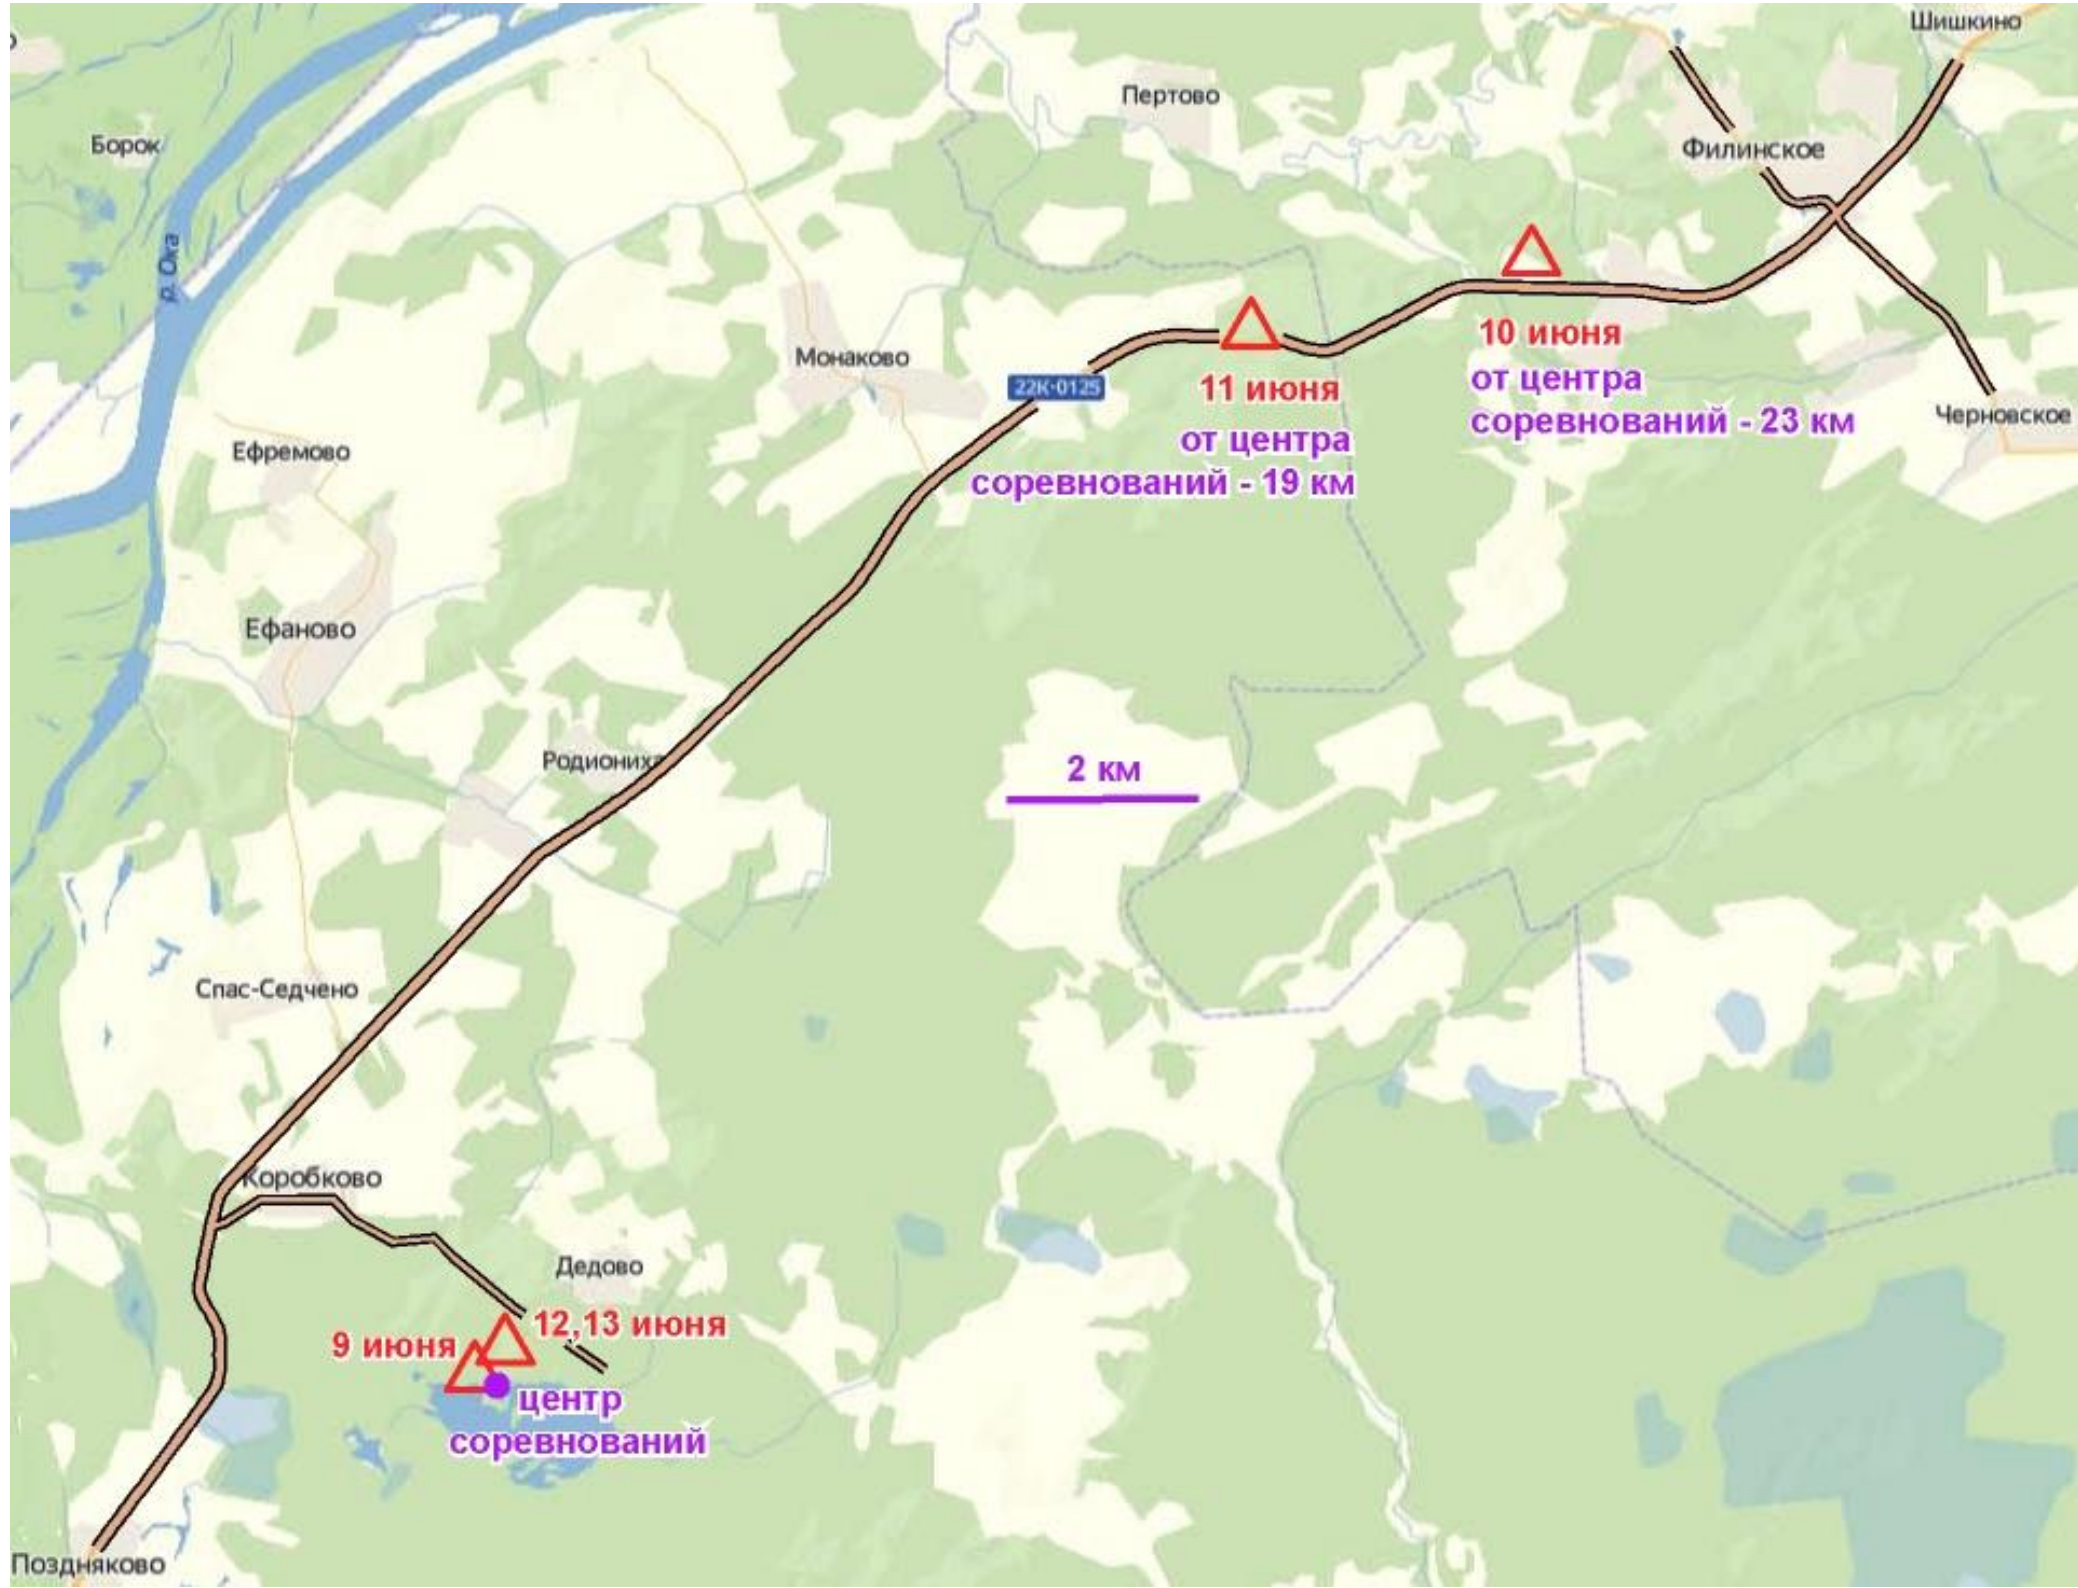 Шишкино
Пертово
Борок
Филинское
р. Ока
10 июня
от центра
соревнований - 23 км
Монаково
22К-0125
11 июня
от центра
соревнований - 19 км
Черновское
Ефремово
Ефаново
Родиониха
2 км
Спас-Седчено
Коробково
Дедово
12,13 июня
9 июня
центр
соревнований
Поздняково